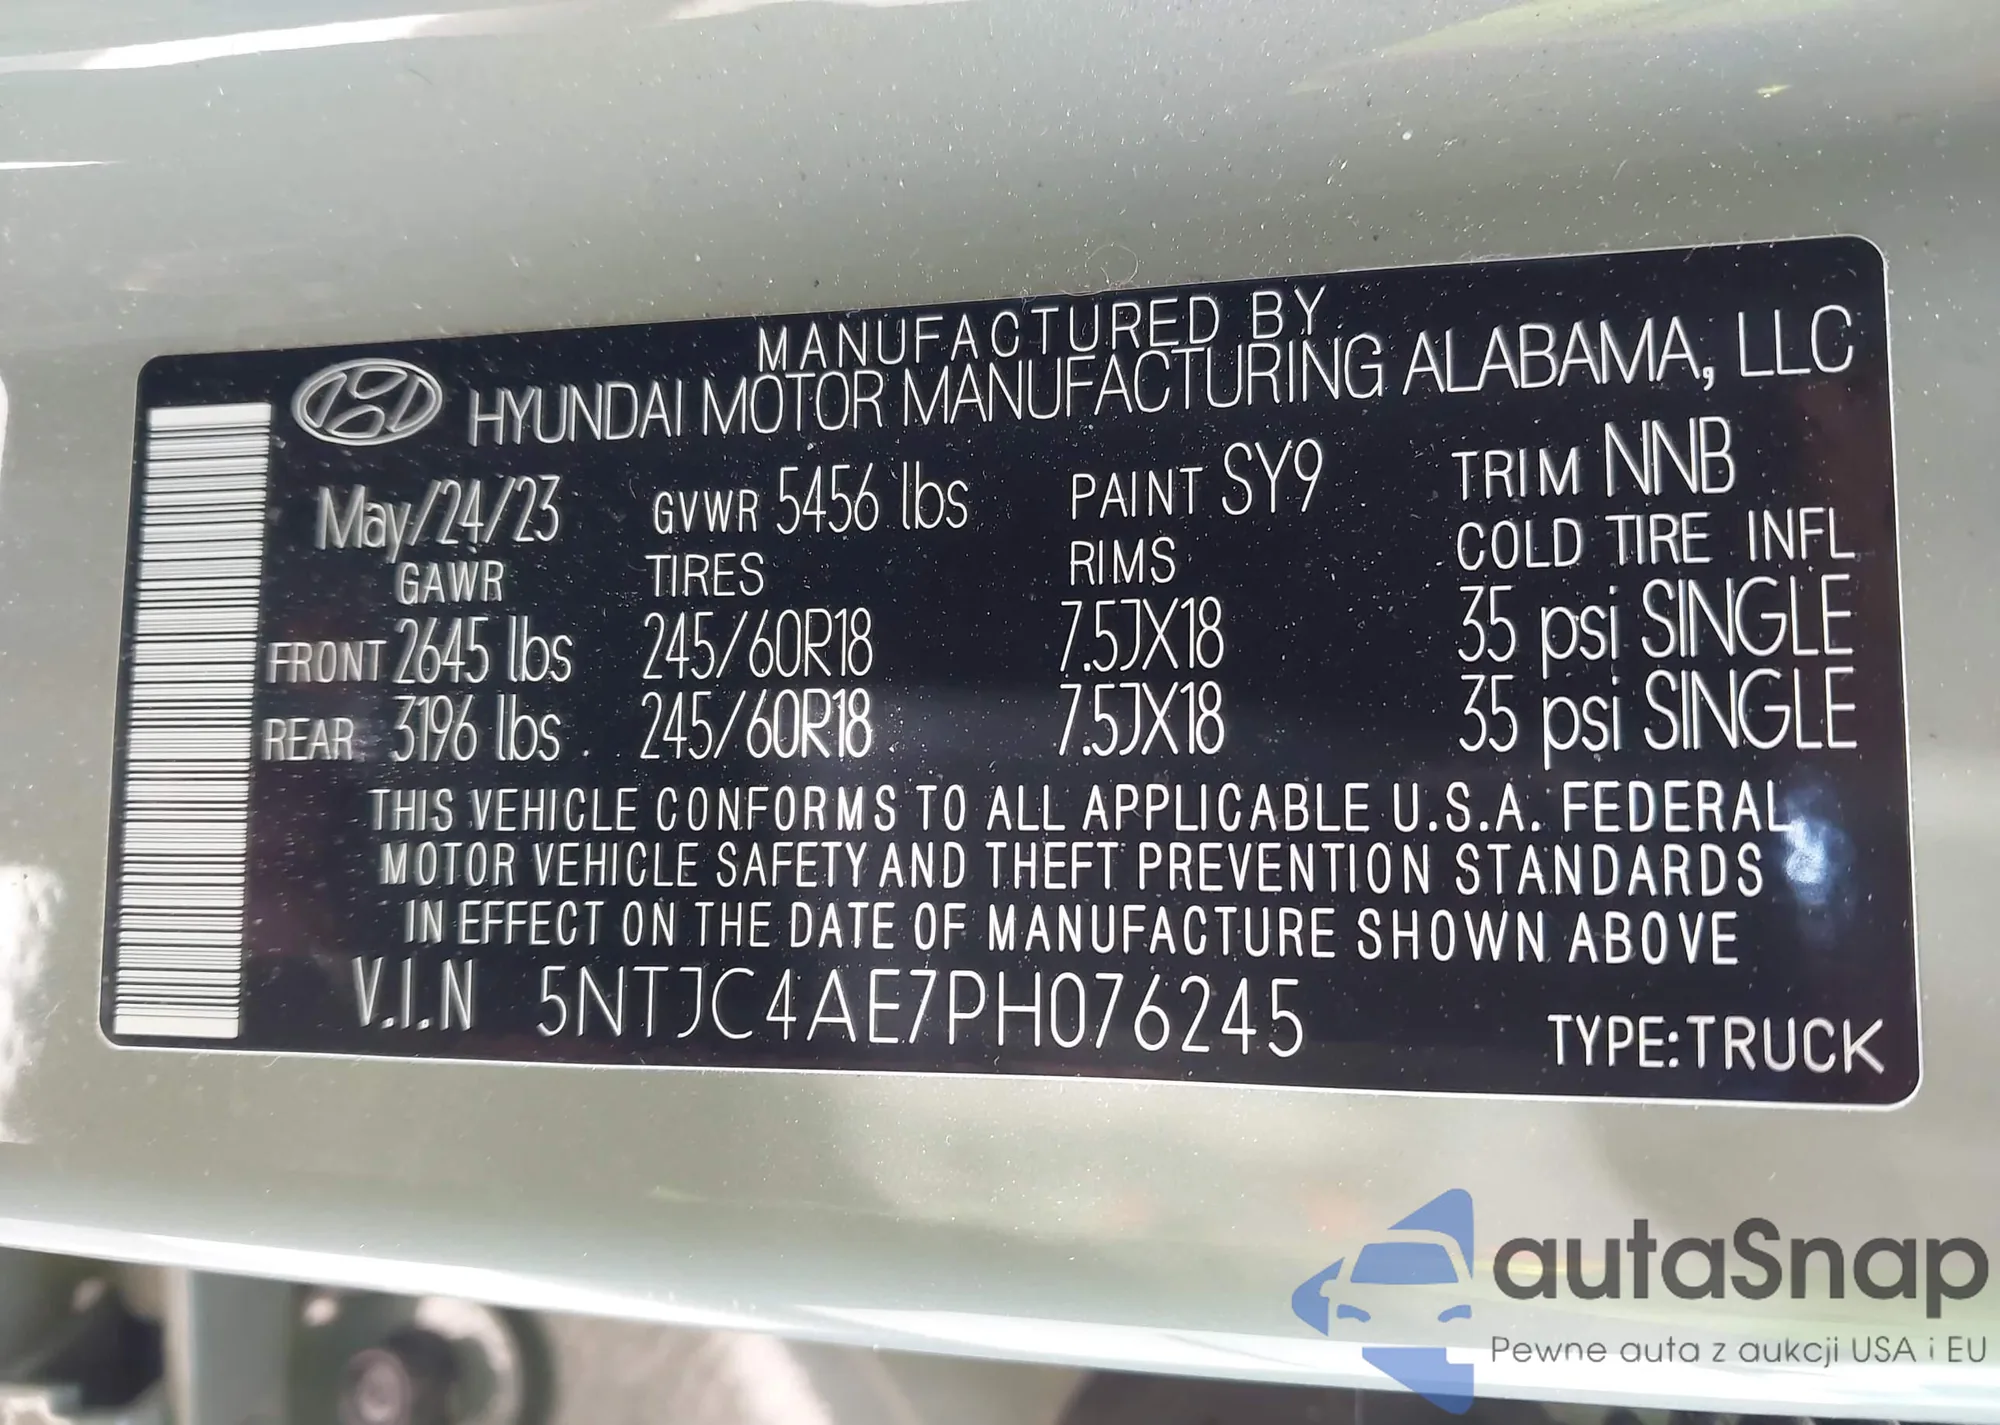 MANUFACTURED BY
HYUNDAI MOTOR MANUFACTURING ALABAMA, LLC
May/24/23 GVWR 5456 lbs PAINT SY9 TRIM NNB
GAWR TIRES RIMS COLD TIRE INFL
FRONT 2645 lbs 245/60R18 7.5JX18 35 psi SINGLE
REAR 3196 lbs 245/60R18 7.5JX18 35 psi SINGLE
THIS VEHICLE CONFORMS TO ALL APPLICABLE U.S.A. FEDERAL
MOTOR VEHICLE SAFETY AND THEFT PREVENTION STANDARDS
IN EFFECT ON THE DATE OF MANUFACTURE SHOWN ABOVE
V.I.N 5NTJC4AE7PH076245
TYPE:TRUCK
autaSnap
Pewne auta z aukcji USA i EU